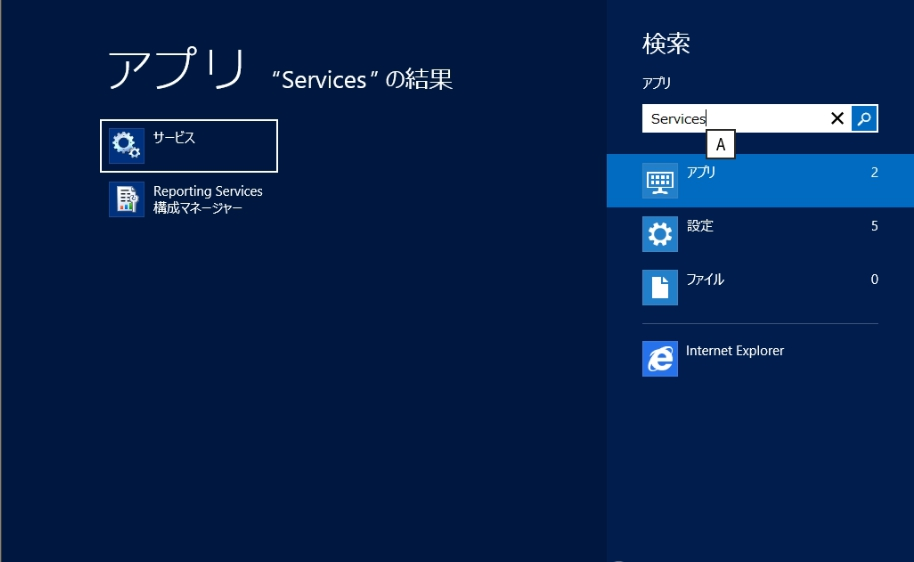 アプリ "Services" の結果
サービス
Reporting Services
構成マネージャー
検索
アプリ
Services
A
アプリ 2
設定 5
ファイル 0
Internet Explorer